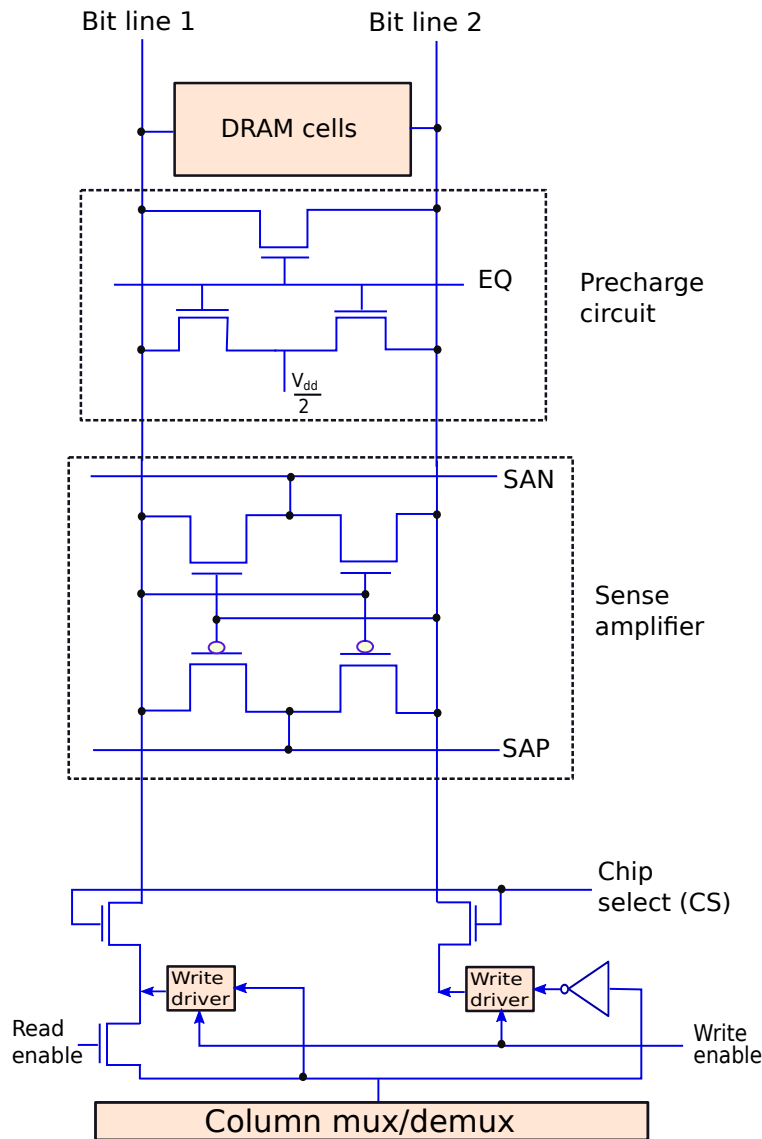 Bit line 1
Bit line 2
DRAM cells
EQ
Precharge
circuit
Vdd
2
SAN
Sense
amplifier
SAP
Chip
select (CS)
Write
driver
Write
driver
Read
enable
Write
enable
Column mux/demux